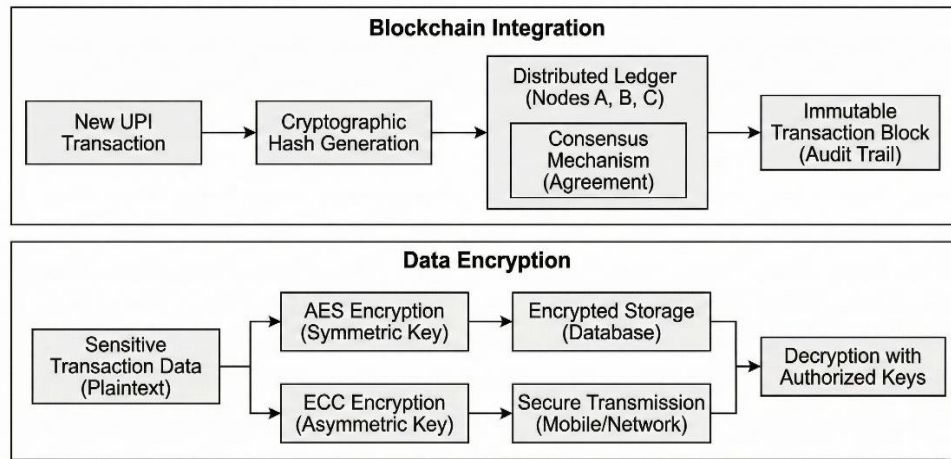 Blockchain Integration
New UPI
Transaction
Cryptographic
Hash Generation
Distributed Ledger
(Nodes A, B, C)
Consensus
Mechanism
(Agreement)
Immutable
Transaction Block
(Audit Trail)
Data Encryption
Sensitive
Transaction Data
(Plaintext)
AES Encryption
(Symmetric Key)
Encrypted Storage
(Database)
ECC Encryption
(Asymmetric Key)
Secure Transmission
(Mobile/Network)
Decryption with
Authorized Keys